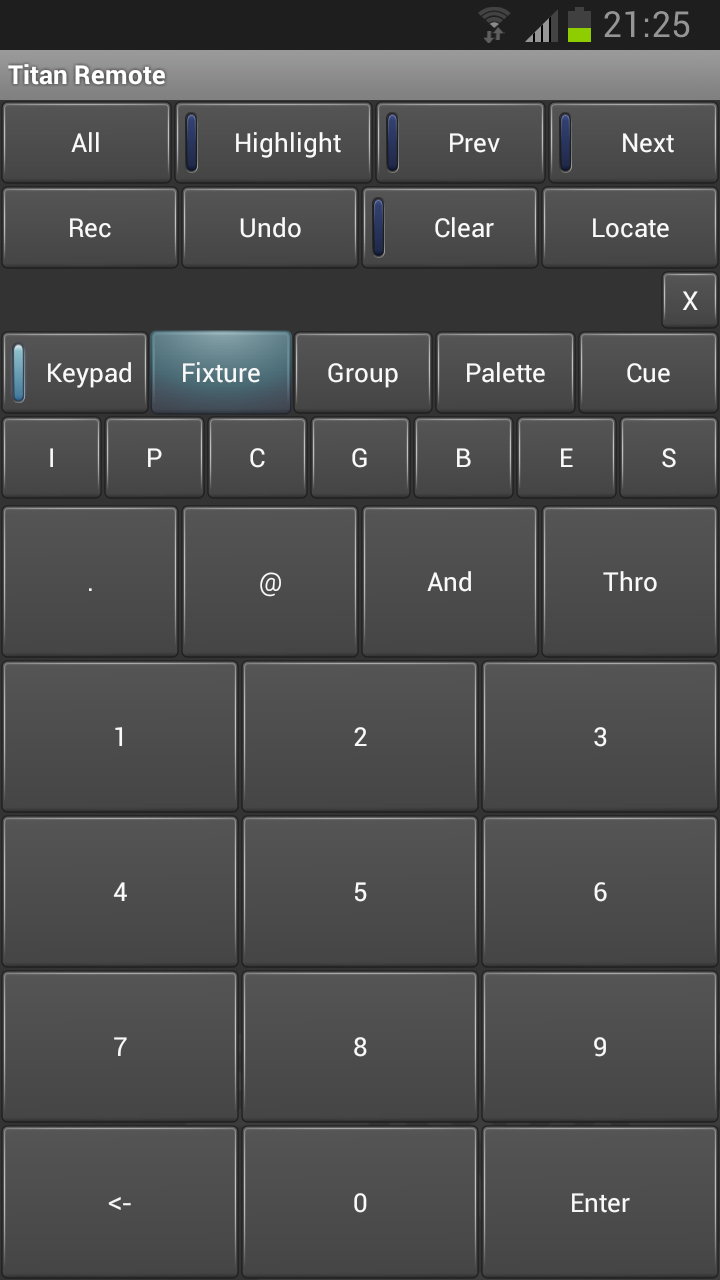 21:25
Titan Remote
All Highlight Prev Next
Rec Undo Clear Locate
X
Keypad Fixture Group Palette Cue
I P C G B E S
. @ And Thro
1 2 3
4 5 6
7 8 9
<- 0 Enter